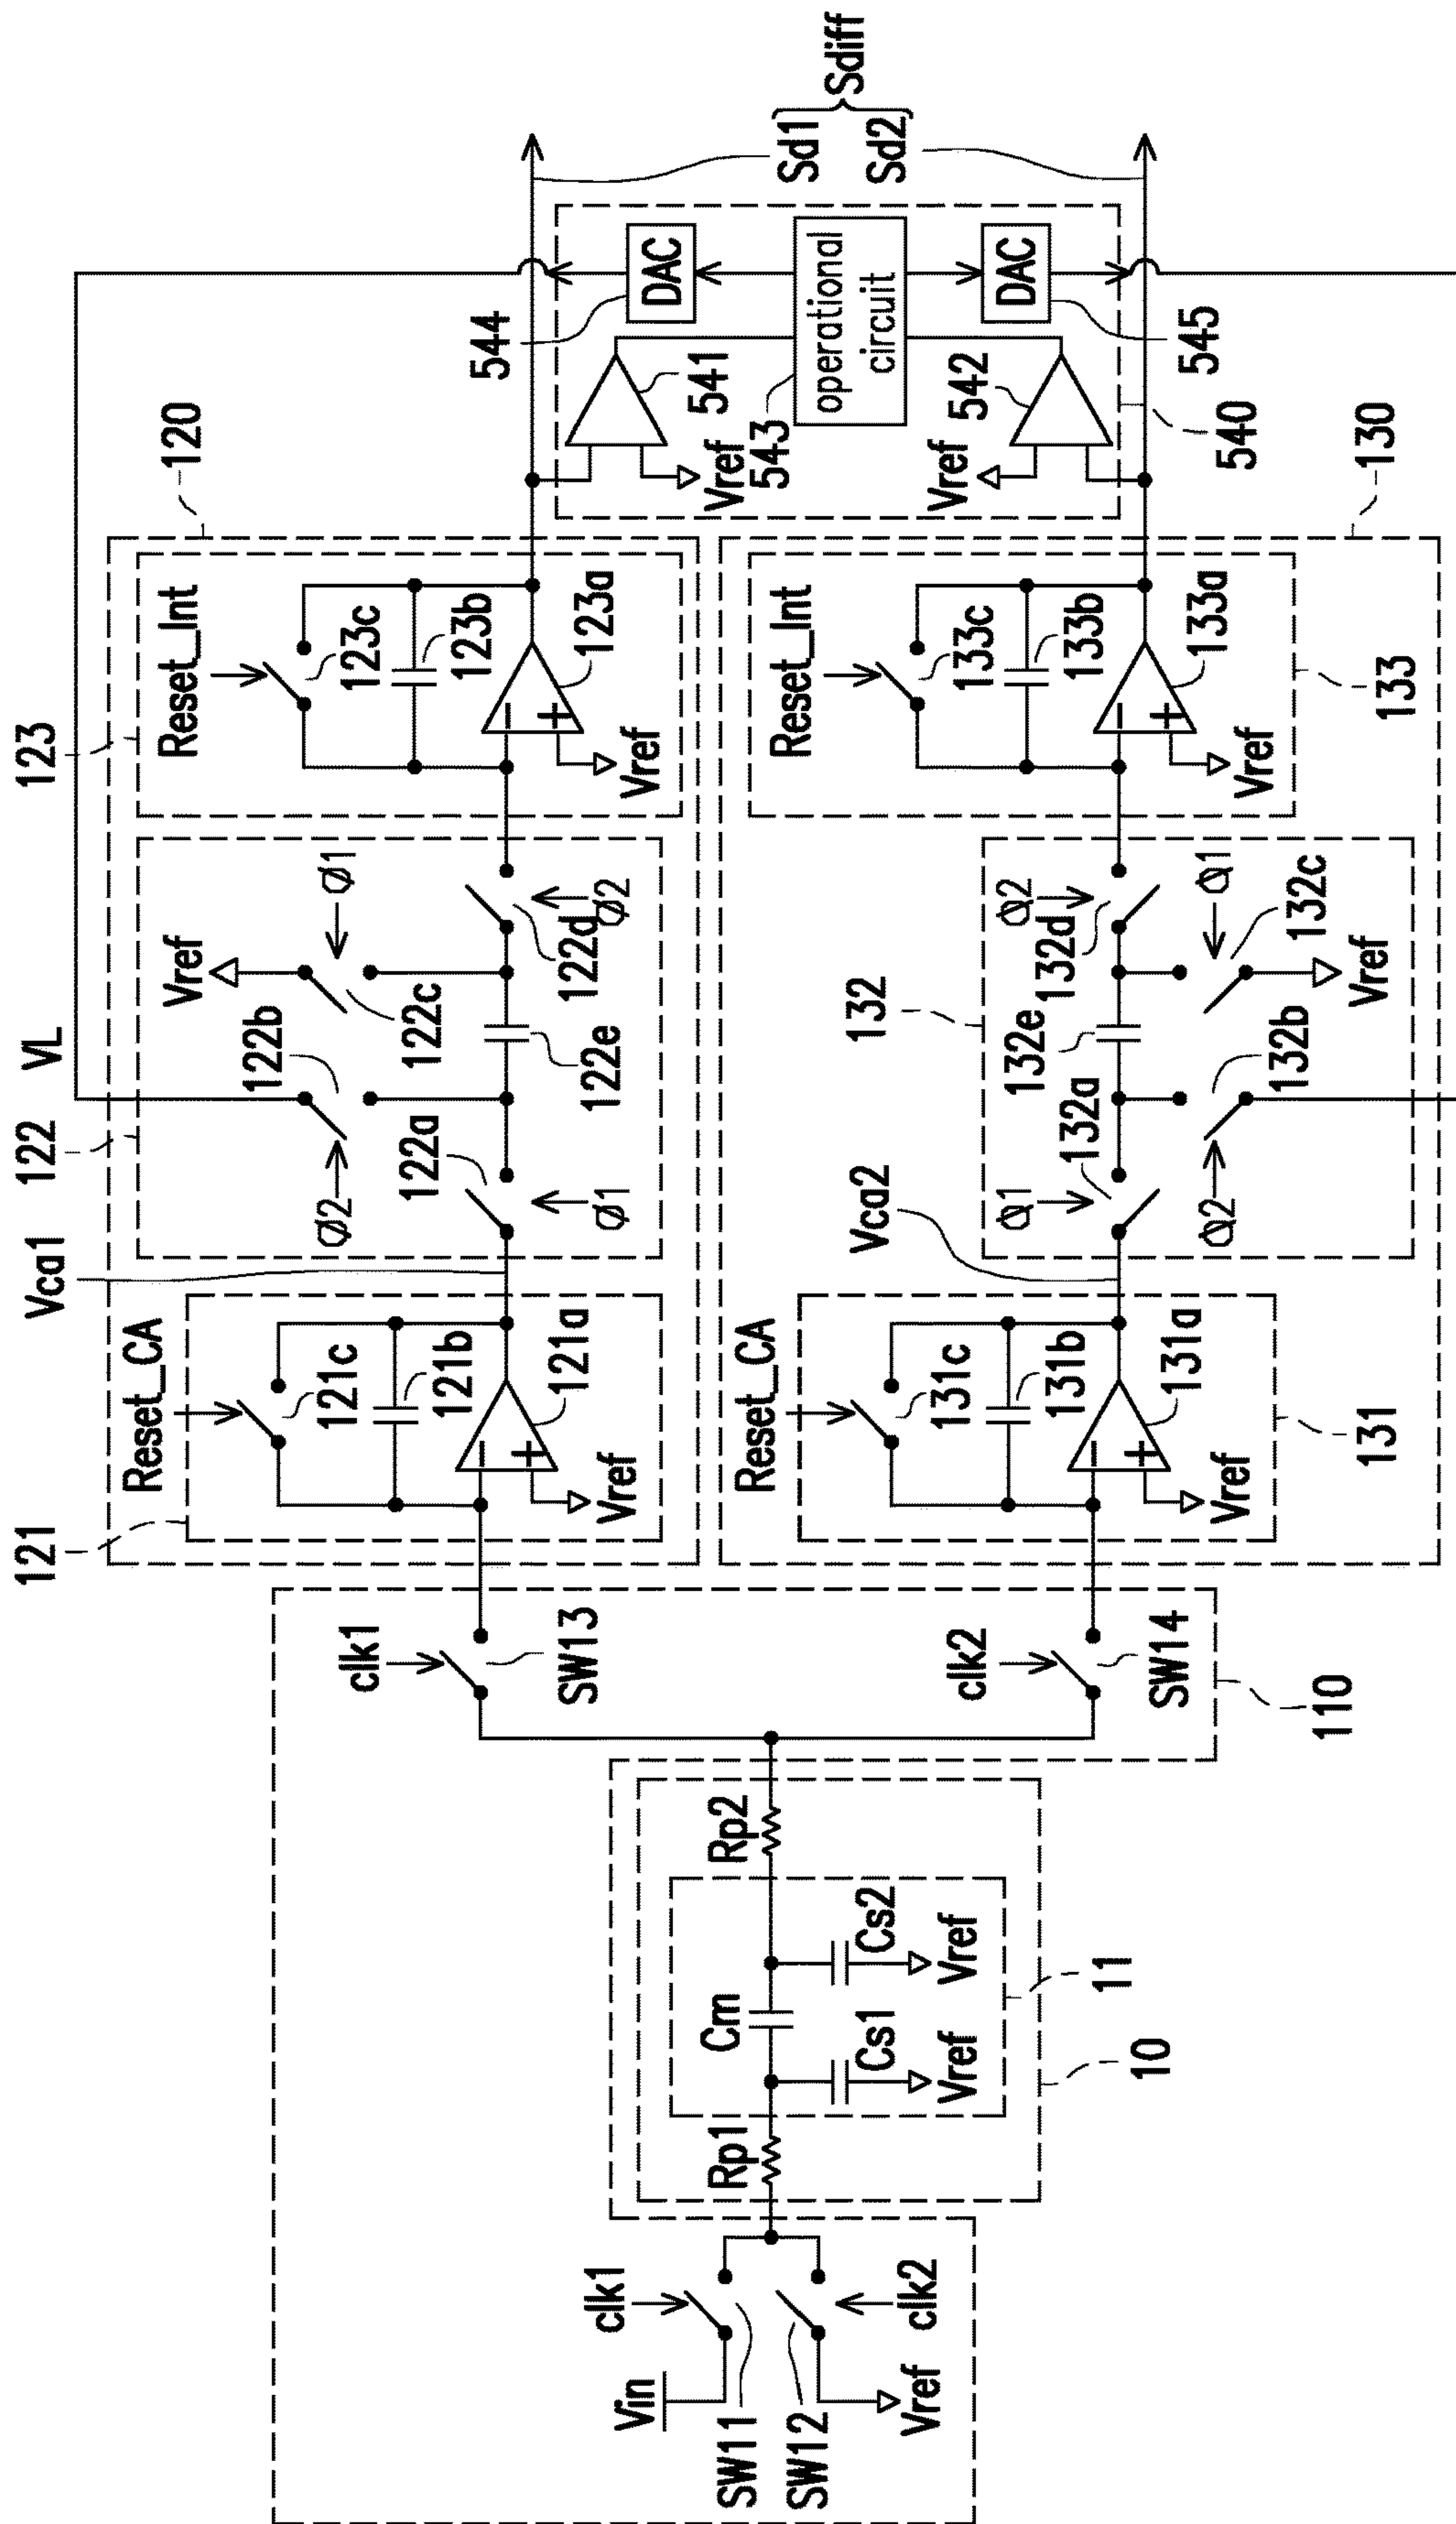 Vin
SW11
clk1
SW12
clk2
Vref
Rp1
Cm
Cs1
Vref
Cs2
Vref
Rp2
11
10
clk1
SW13
clk2
SW14
110
121
Reset_CA
121c
121b
121a
Vref
Vca1
122
VL
Ø2
122b
122a
Ø1
Vref
Ø1
122c
122e
122d
Ø2
123
Reset_Int
123c
123b
123a
Vref
120
Reset_CA
131c
131b
131a
Vref
131
Vca2
132
Ø1
132a
132e
132d
Ø2
Ø2
132b
Ø1
132c
Vref
Reset_Int
133c
133b
133a
Vref
133
130
544
DAC
541
Vref
543
operational
circuit
Vref
542
DAC
545
540
Sd1
Sd2
Sdiff